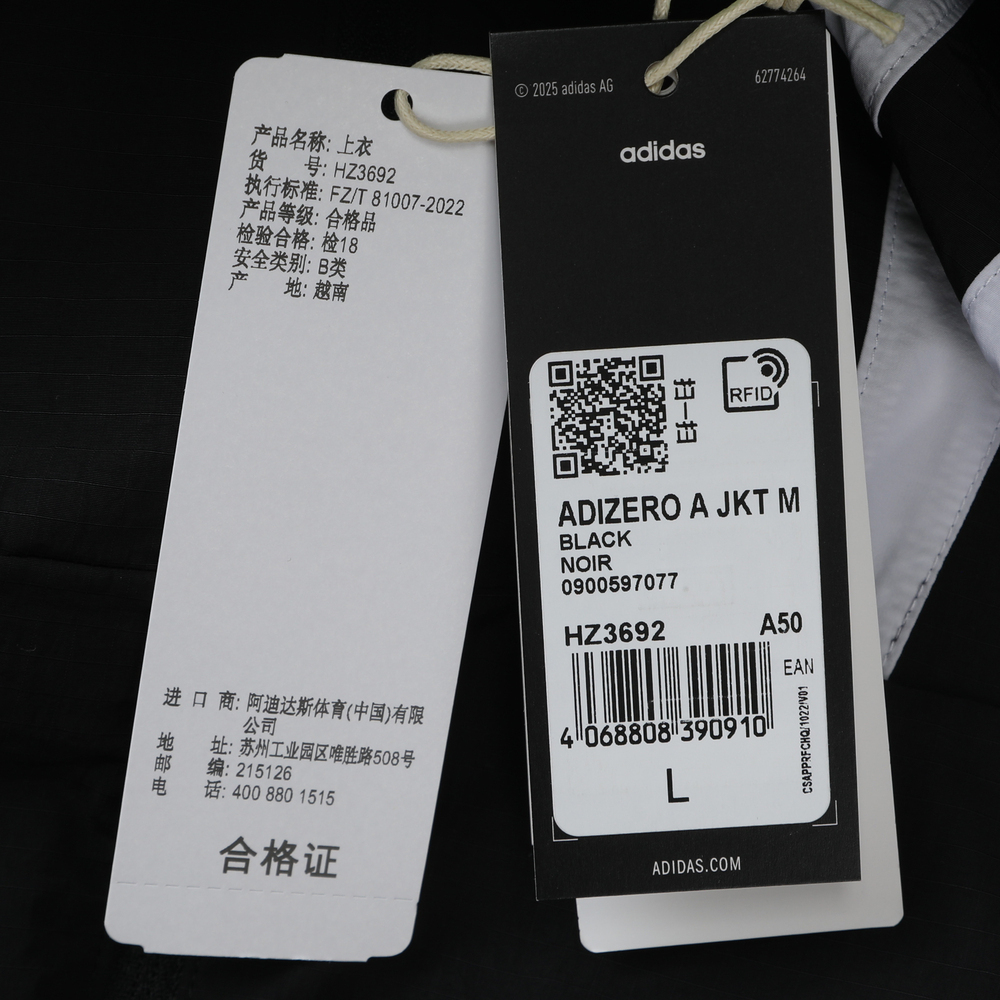 产品名称: 上衣
货 号: HZ3692
执行标准: FZ/T 81007-2022
产品等级: 合格品
检验合格: 检18
安全类别: B类
产 地: 越南
进 口 商: 阿迪达斯体育(中国)有限
公司
地 址: 苏州工业园区唯胜路508号
邮 编: 215126
电 话: 400 880 1515
合格证
© 2025 adidas AG
62774264
adidas
扫一扫
RFID
ADIZERO A JKT M
BLACK
NOIR
0900597077
HZ3692 A50
EAN
4 068808 390910
CSAPPRFCHQ/1022/V01
L
ADIDAS.COM